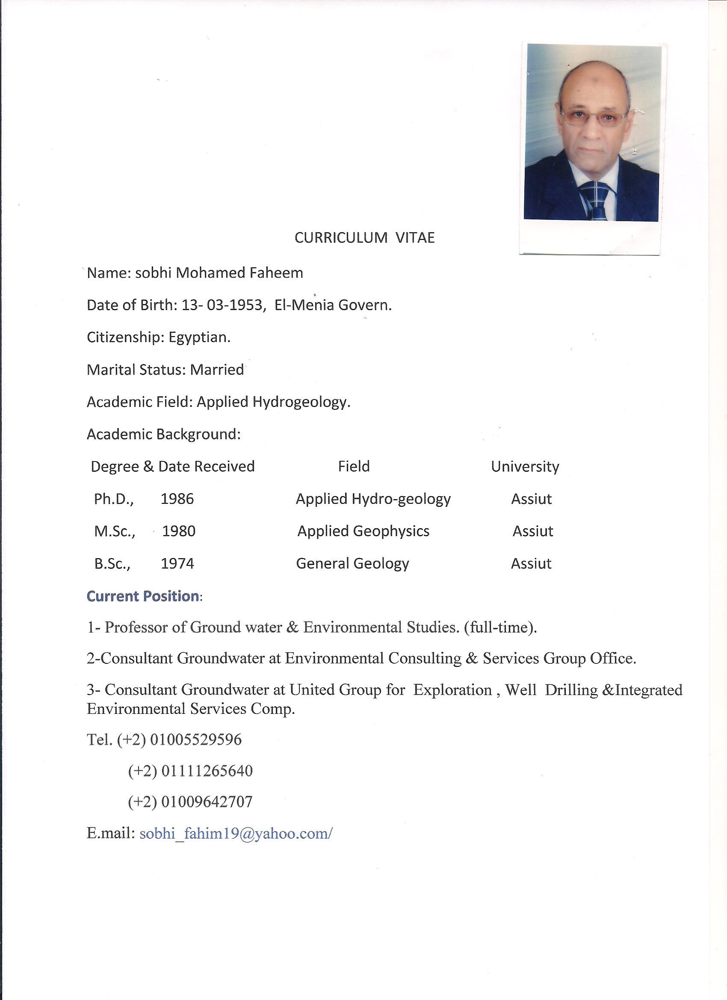 CURRICULUM VITAE
Name: sobhi Mohamed Faheem
Date of Birth: 13- 03-1953, El-Menia Govern.
Citizenship: Egyptian.
Marital Status: Married
Academic Field: Applied Hydrogeology.
Academic Background:
Degree & Date Received Field University
Ph.D., 1986 Applied Hydro-geology Assiut
M.Sc., 1980 Applied Geophysics Assiut
B.Sc., 1974 General Geology Assiut
Current Position:
1- Professor of Ground water & Environmental Studies. (full-time).
2-Consultant Groundwater at Environmental Consulting & Services Group Office.
3- Consultant Groundwater at United Group for Exploration , Well Drilling &Integrated
Environmental Services Comp.
Tel. (+2) 01005529596
(+2) 01111265640
(+2) 01009642707
E.mail: sobhi_fahim19@yahoo.com/